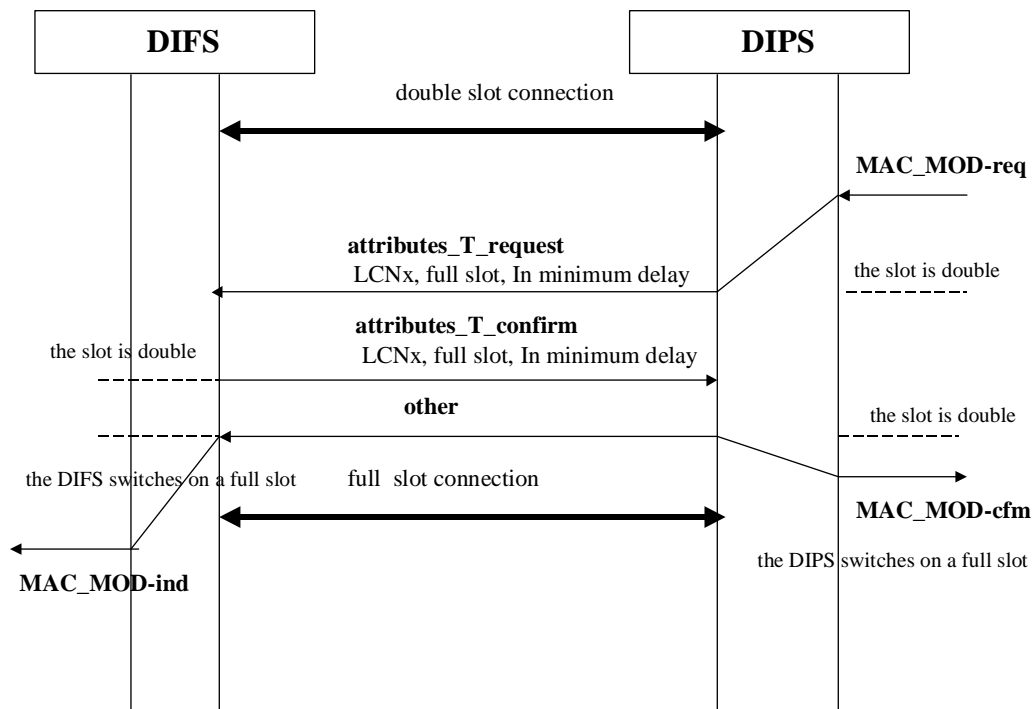 DIFS
DIPS
double slot connection
MAC_MOD-req
attributes_T_request
LCNx, full slot, In minimum delay
the slot is double
attributes_T_confirm
the slot is double
LCNx, full slot, In minimum delay
other
the slot is double
the DIFS switches on a full slot
full slot connection
MAC_MOD-cfm
the DIPS switches on a full slot
MAC_MOD-ind